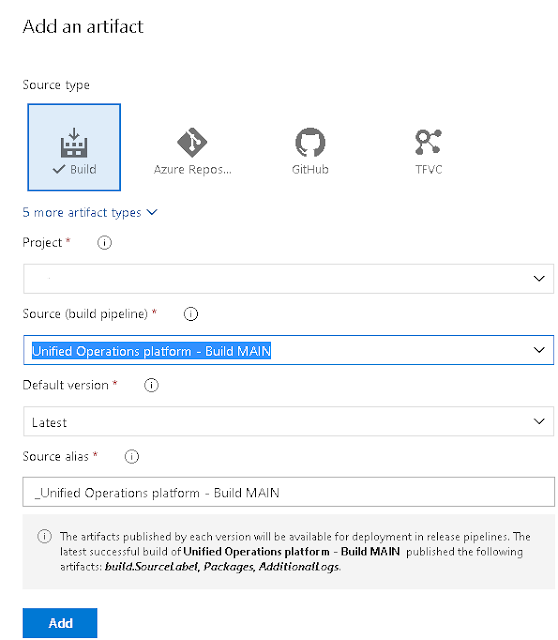 Add an artifact
Source type
Build
Azure Repos...
GitHub
TFVC
5 more artifact types
Project *
Source (build pipeline) *
Unified Operations platform - Build MAIN
Default version *
Latest
Source alias *
_Unified Operations platform - Build MAIN
The artifacts published by each version will be available for deployment in release pipelines. The
latest successful build of Unified Operations platform - Build MAIN published the following
artifacts: build.SourceLabel, Packages, AdditionalLogs.
Add